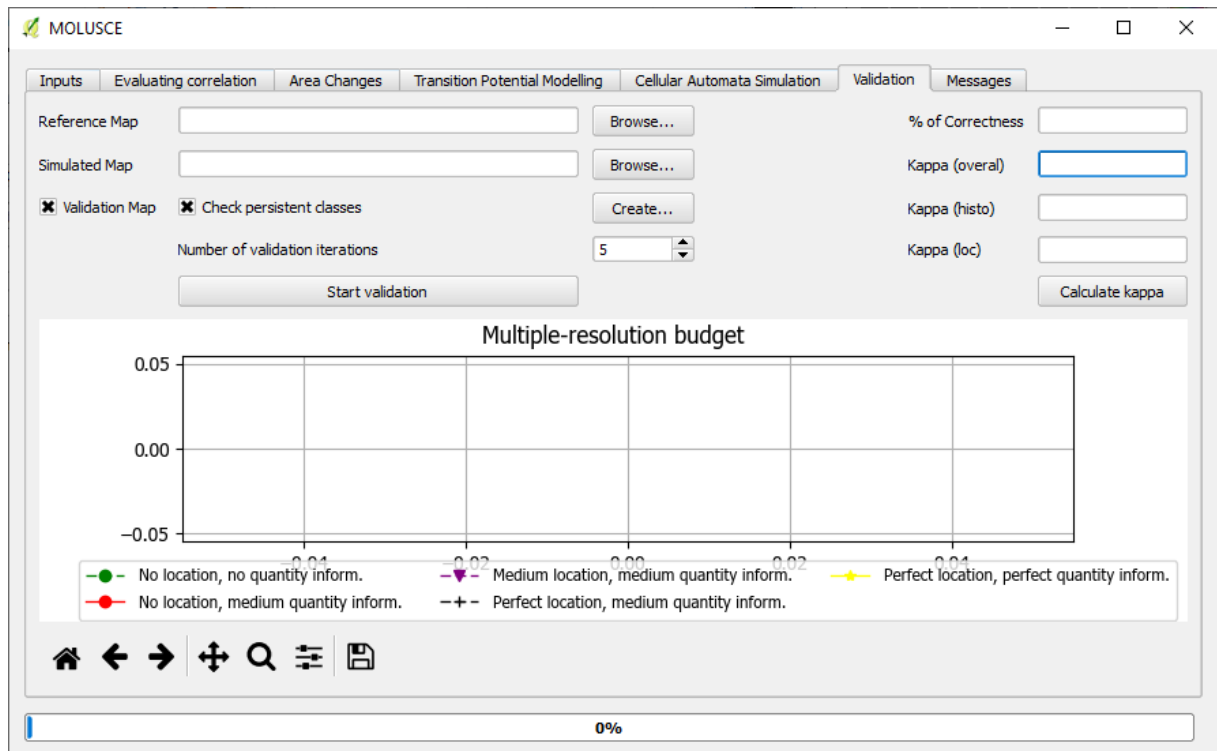 MOLUSCE
Inputs Evaluating correlation Area Changes Transition Potential Modelling Cellular Automata Simulation Validation Messages
Reference Map Browse... % of Correctness
Simulated Map Browse... Kappa (overal)
Validation Map Check persistent classes Create... Kappa (histo)
Number of validation iterations 5 Kappa (loc)
Start validation Calculate kappa
Multiple-resolution budget
0.05
0.00
−0.05
−0.04 −0.02 0.00 0.02 0.04
No location, no quantity inform. Medium location, medium quantity inform. Perfect location, perfect quantity inform.
No location, medium quantity inform. Perfect location, medium quantity inform.
0%